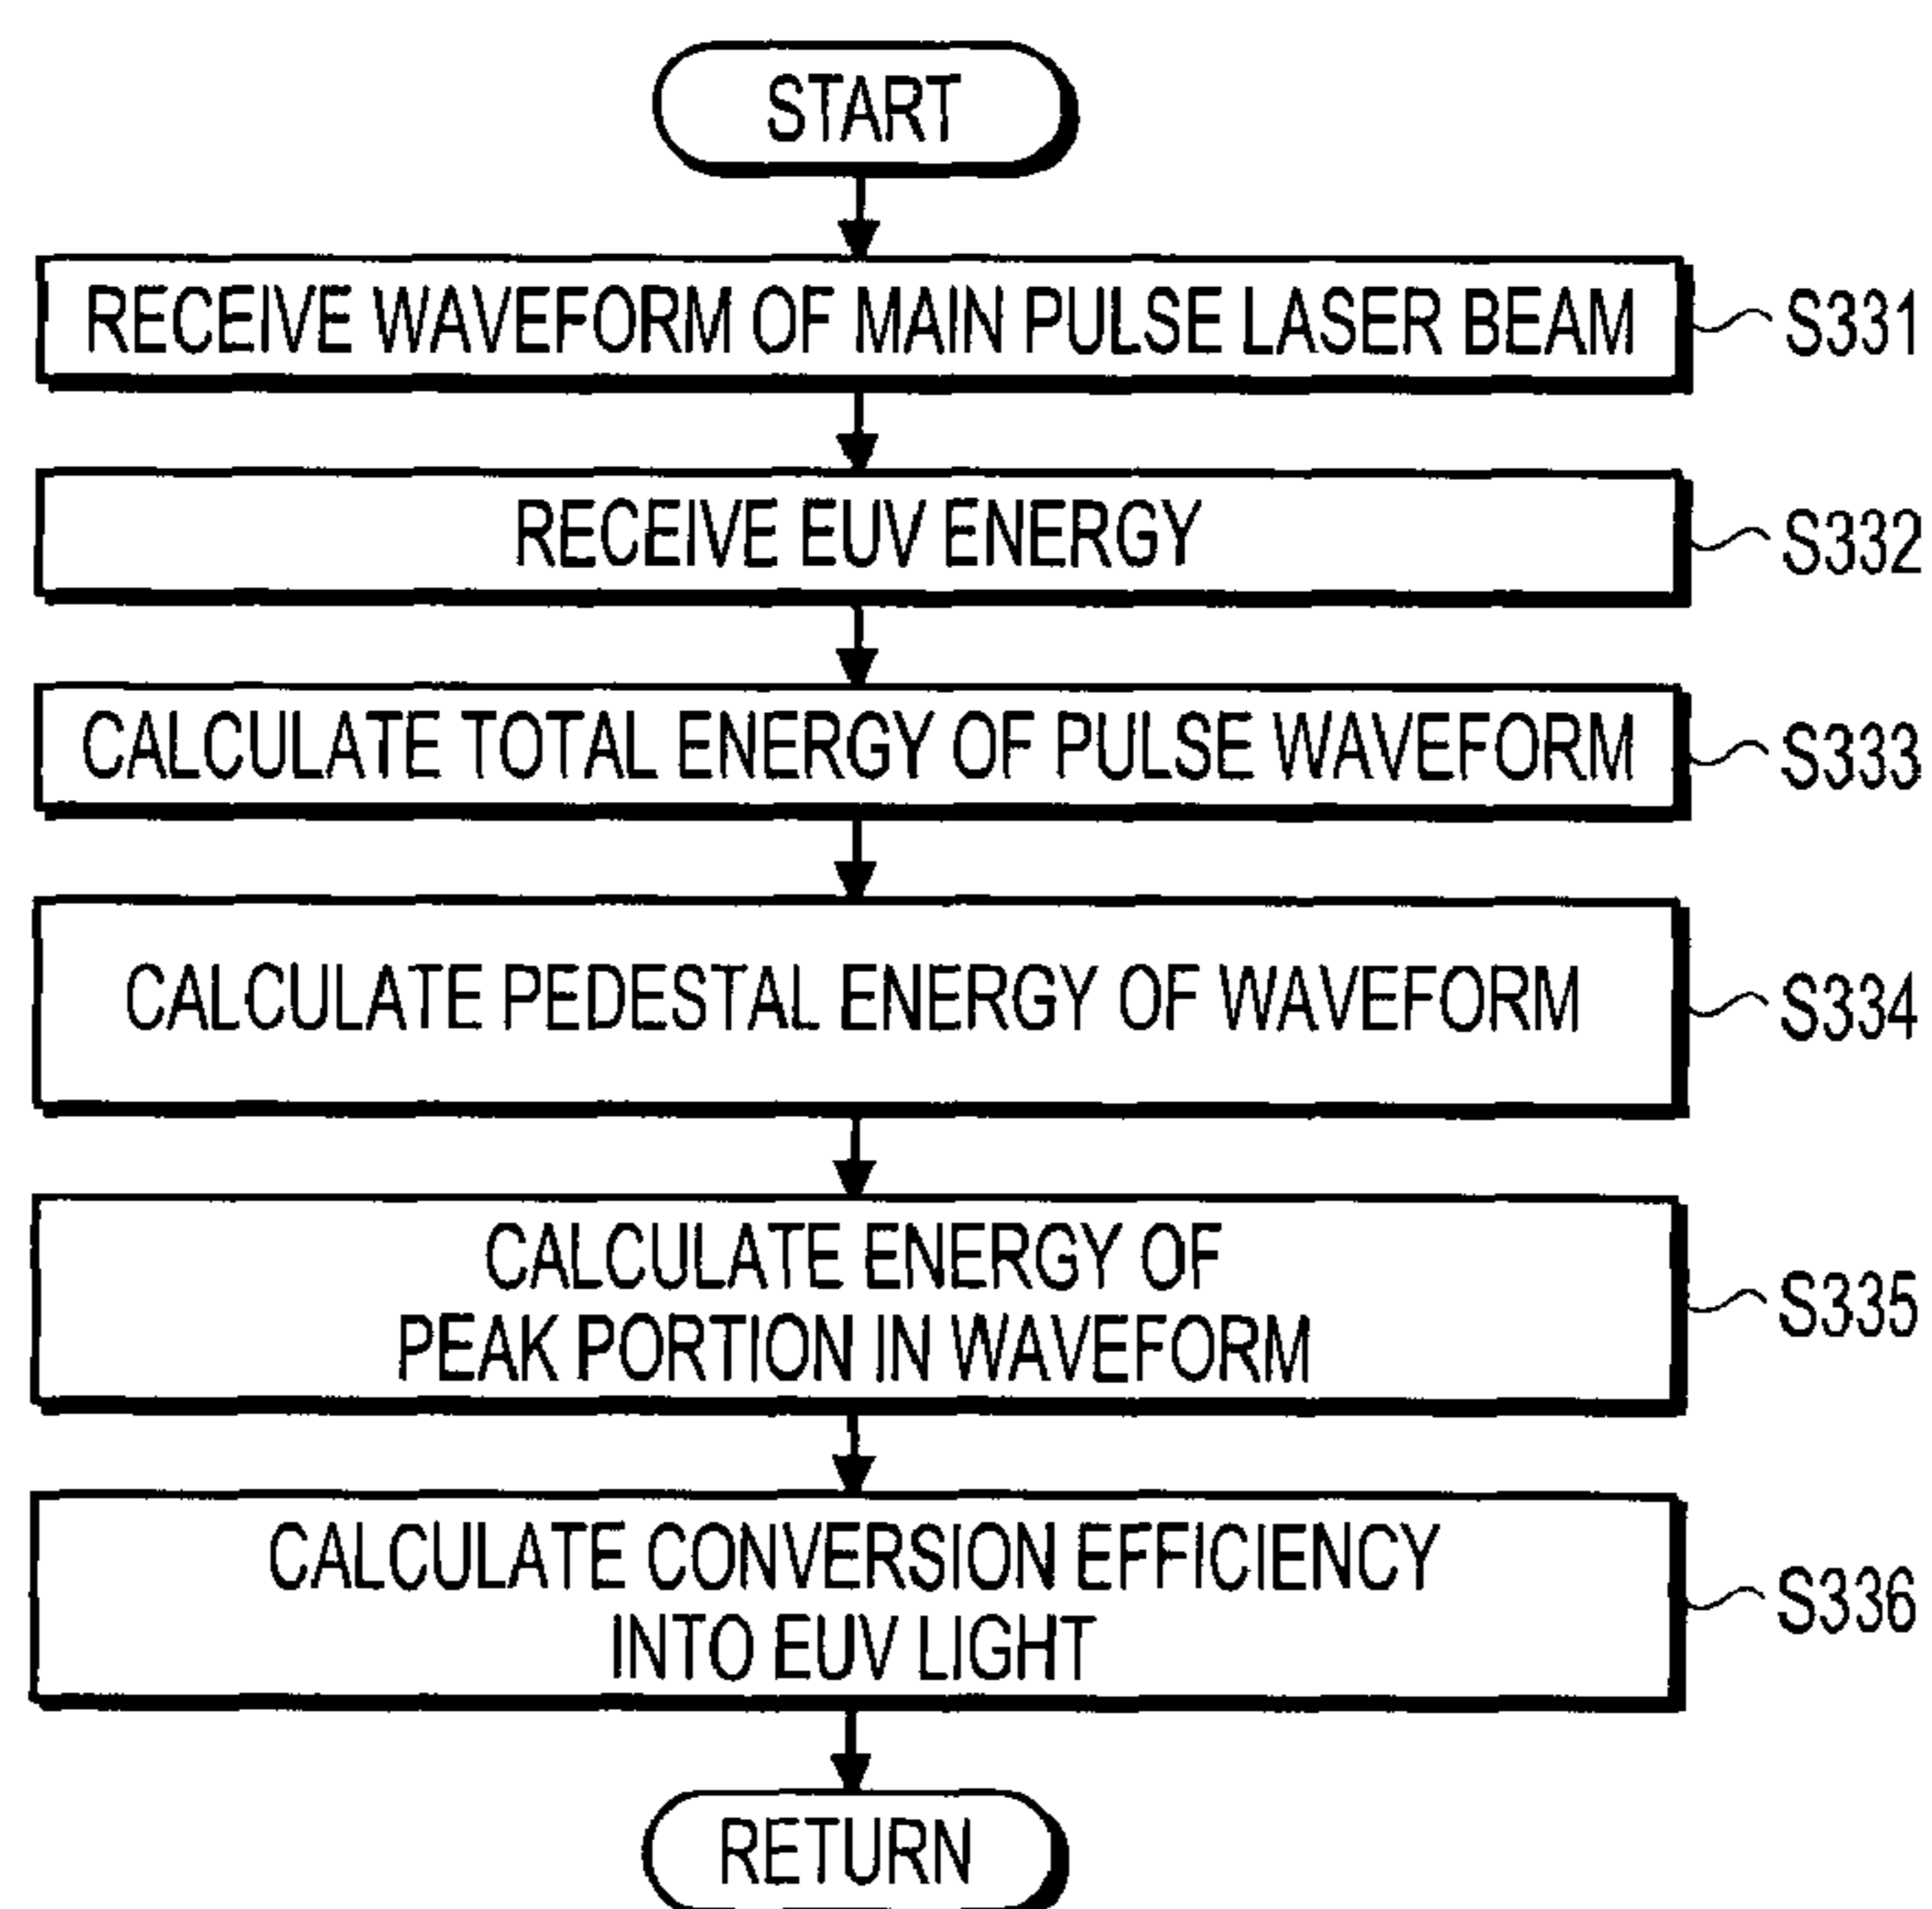 START
RECEIVE WAVEFORM OF MAIN PULSE LASER BEAM
S331
RECEIVE EUV ENERGY
S332
CALCULATE TOTAL ENERGY OF PULSE WAVEFORM
S333
CALCULATE PEDESTAL ENERGY OF WAVEFORM
S334
CALCULATE ENERGY OF
PEAK PORTION IN WAVEFORM
S335
CALCULATE CONVERSION EFFICIENCY
INTO EUV LIGHT
S336
RETURN